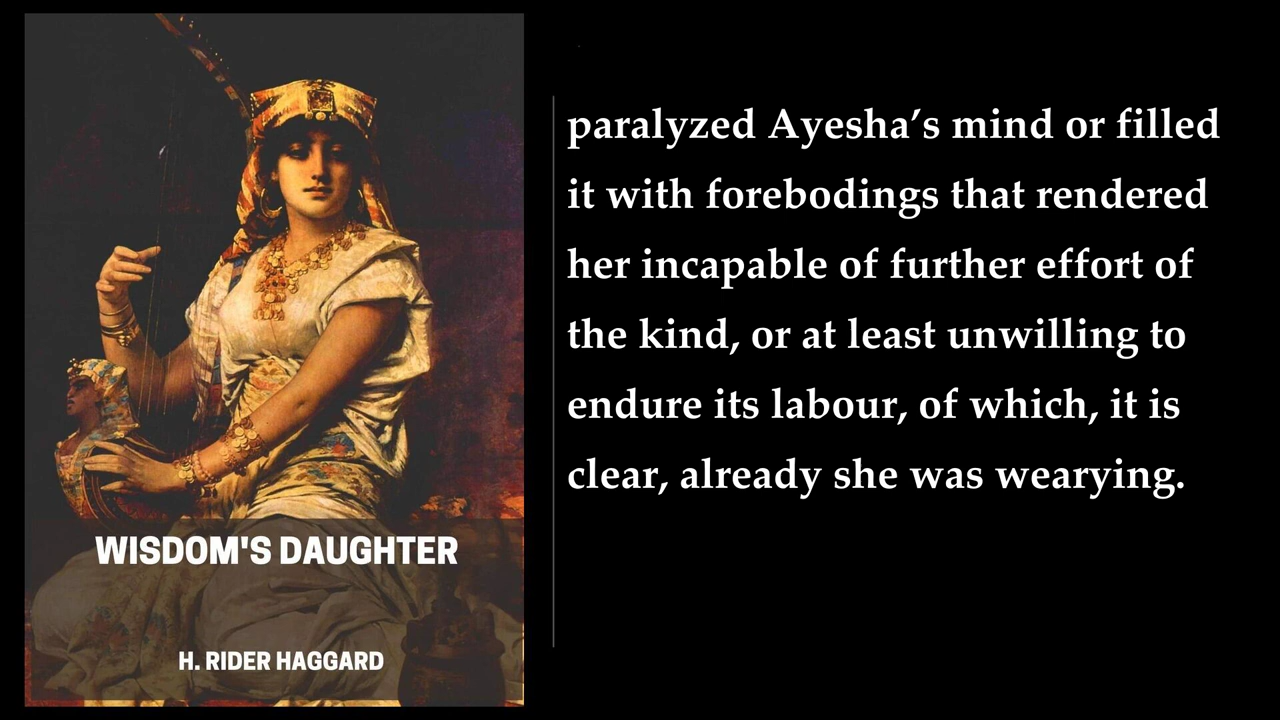 WISDOM'S DAUGHTER
H. RIDER HAGGARD
paralyzed Ayesha’s mind or filled
it with forebodings that rendered
her incapable of further effort of
the kind, or at least unwilling to
endure its labour, of which, it is
clear, already she was wearying.